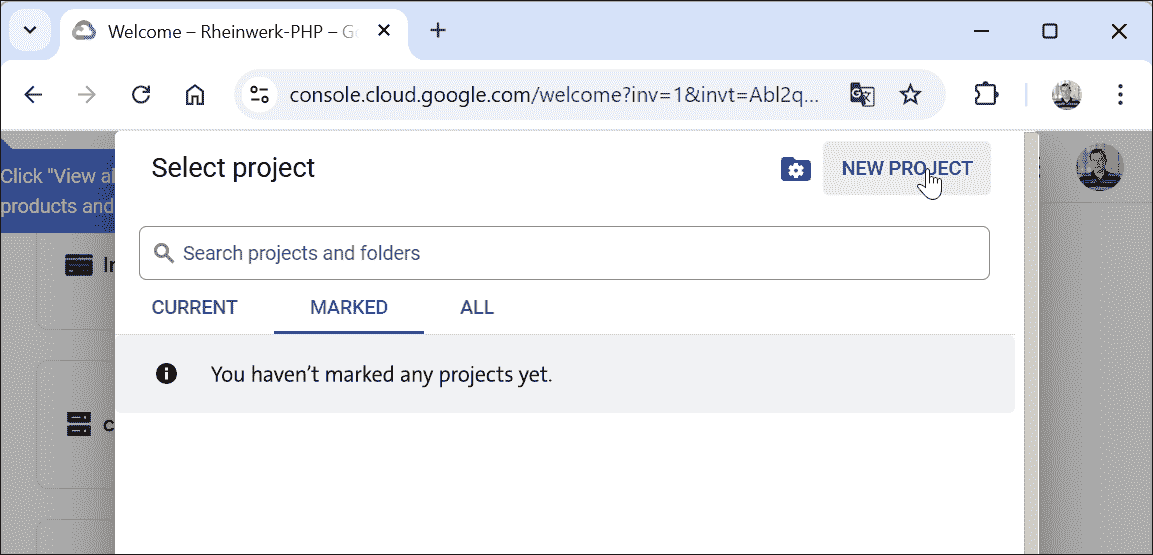 Welcome – Rheinwerk-PHP – Go
console.cloud.google.com/welcome?inv=1&invt=Abl2q...
Select project
NEW PROJECT
Click "View
products and
Search projects and folders
CURRENT MARKED ALL
You haven't marked any projects yet.